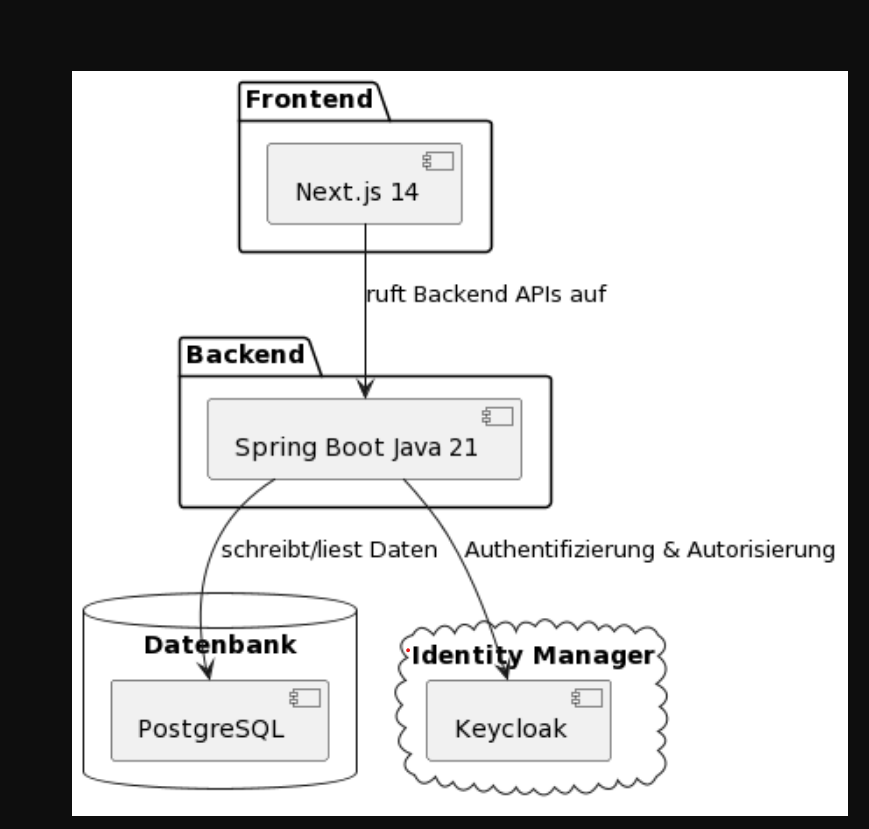 Frontend
Next.js 14
ruft Backend APIs auf
Backend
Spring Boot Java 21
schreibt/liest Daten
Authentifizierung & Autorisierung
Datenbank
Identity Manager
PostgreSQL
Keycloak